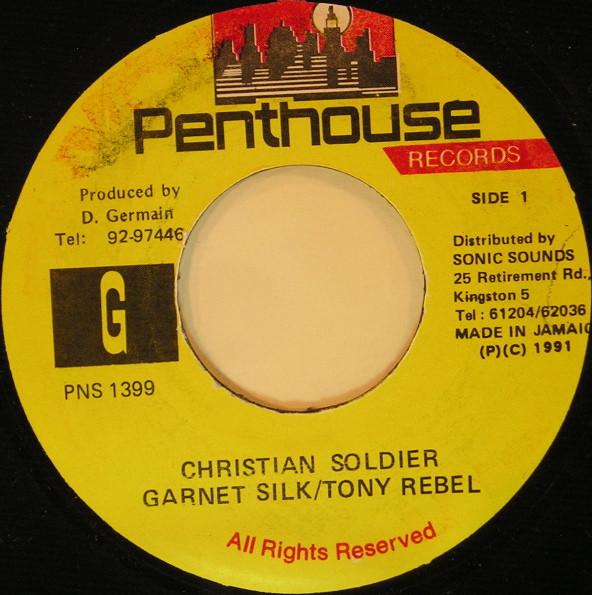 Penthouse
RECORDS
Produced by
D. Germain
Tel: 92-97446
G
PNS 1399
SIDE 1
Distributed by
SONIC SOUNDS
25 Retirement Rd.,
Kingston 5
Tel : 61204/62036
MADE IN JAMAIC
(P)(C) 1991
CHRISTIAN SOLDIER
GARNET SILK/TONY REBEL
All Rights Reserved